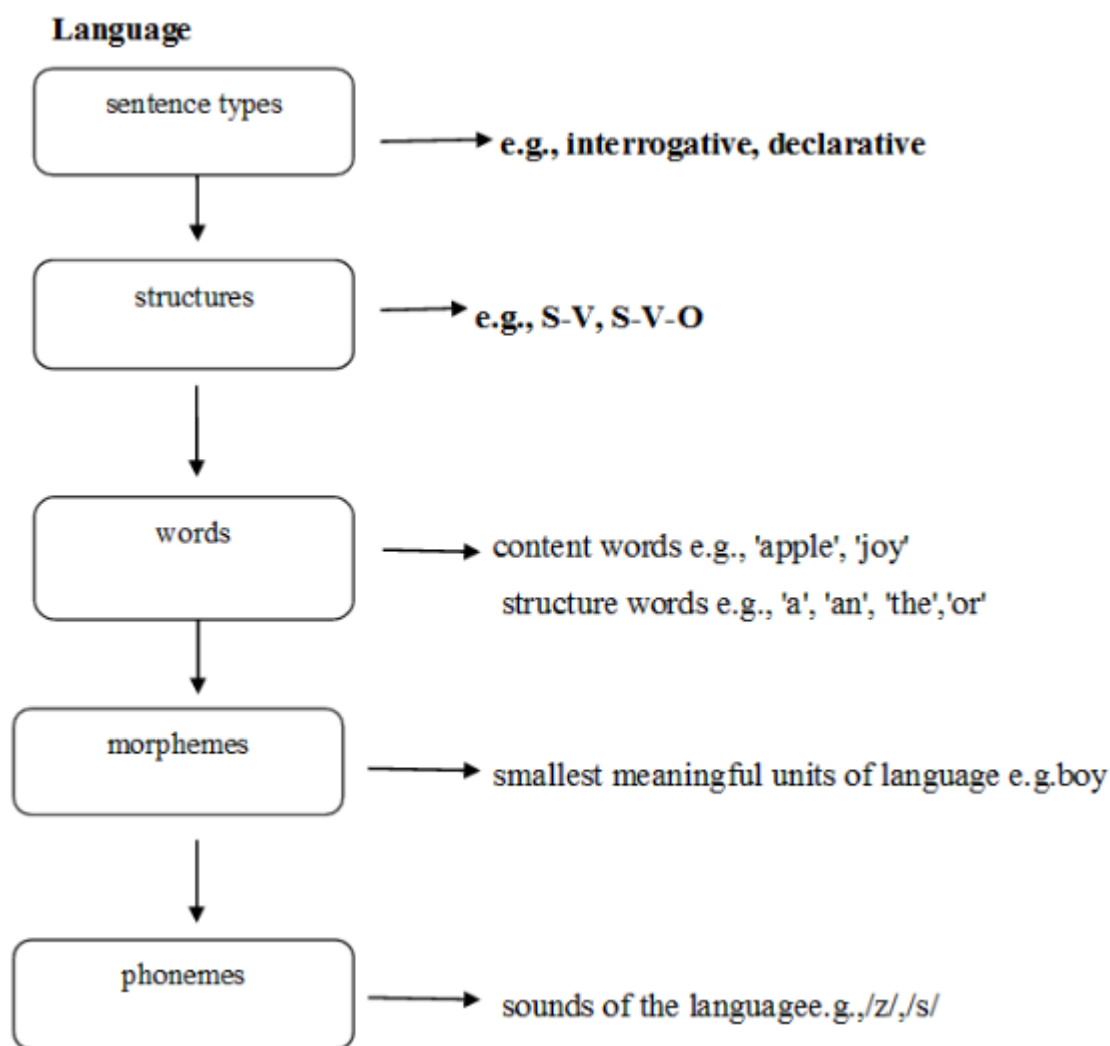 Language
sentence types
e.g., interrogative, declarative
structures
e.g., S-V, S-V-O
words
content words e.g., 'apple', 'joy'
structure words e.g., 'a', 'an', 'the','or'
morphemes
smallest meaningful units of language e.g.boy
phonemes
sounds of the languagee.g.,/z/,/s/